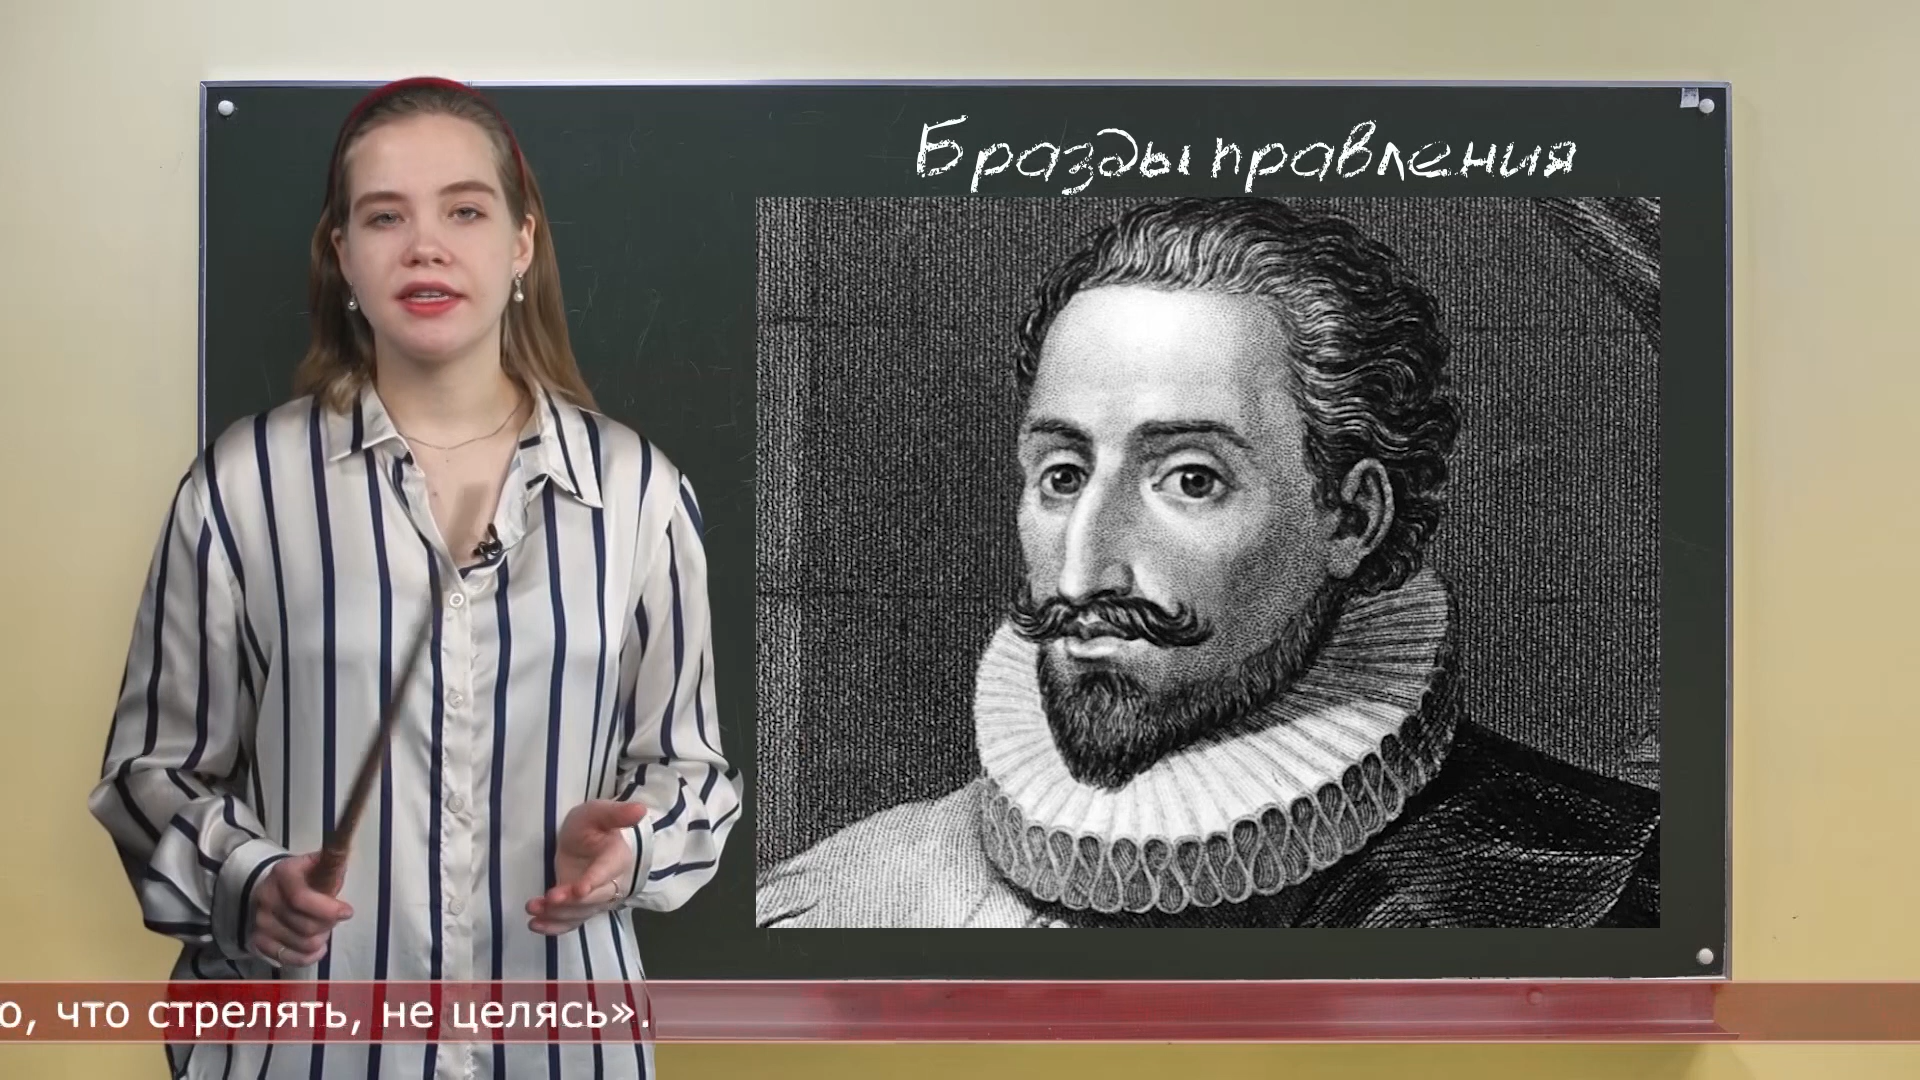 Бразды правления
о, что стрелять, не целясь».